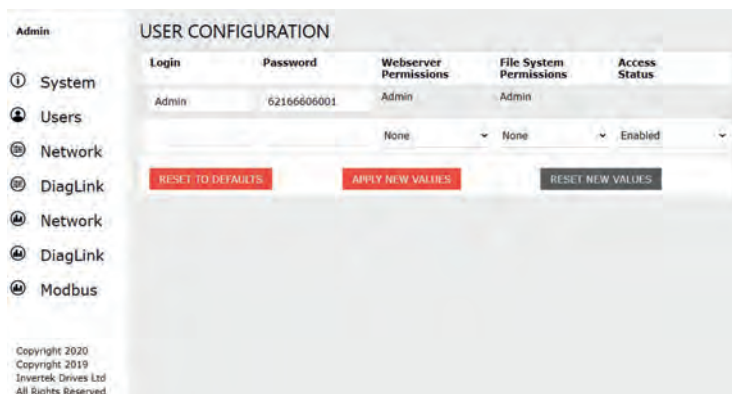 Admin
USER CONFIGURATION
Login Password Webserver Permissions File System Permissions Access Status
Admin 62166606001 Admin Admin
None None Enabled
RESET TO DEFAULTS APPLY NEW VALUES RESET NEW VALUES
System
Users
Network
DiagLink
Network
DiagLink
Modbus
Copyright 2020
Copyright 2019
Invertek Drives Ltd
All Rights Reserved